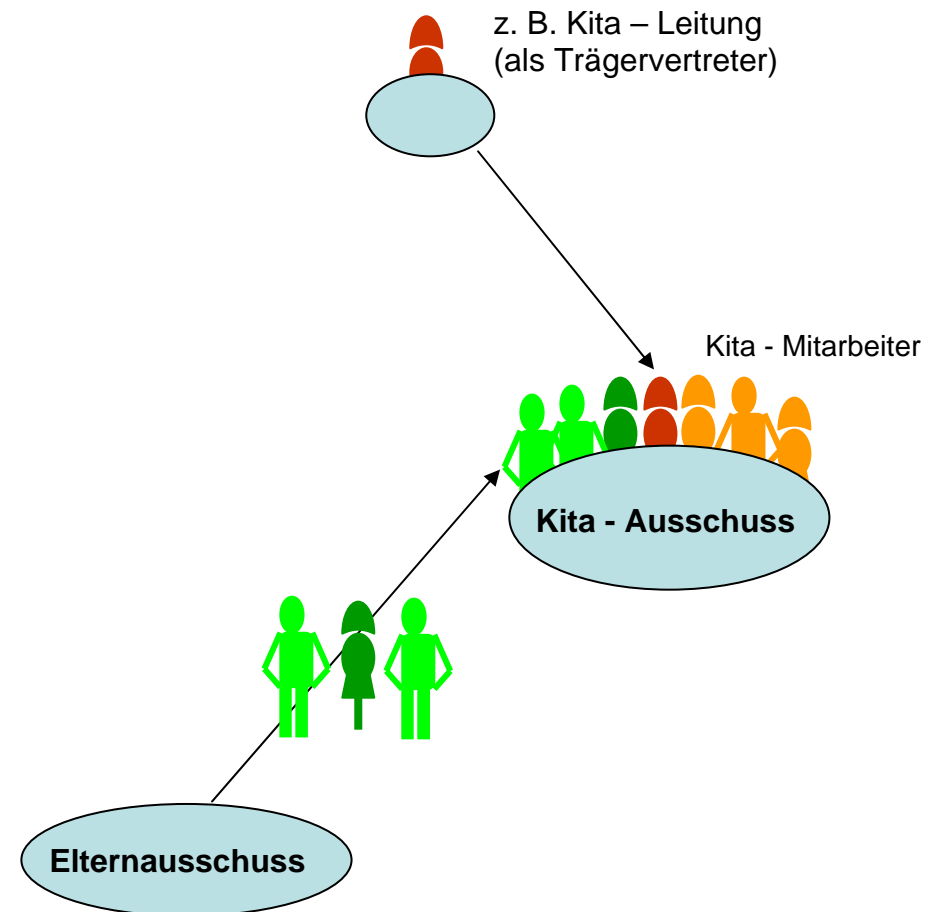 z. B. Kita – Leitung
(als Trägervertreter)
Kita - Mitarbeiter
Kita - Ausschuss
Elternausschuss